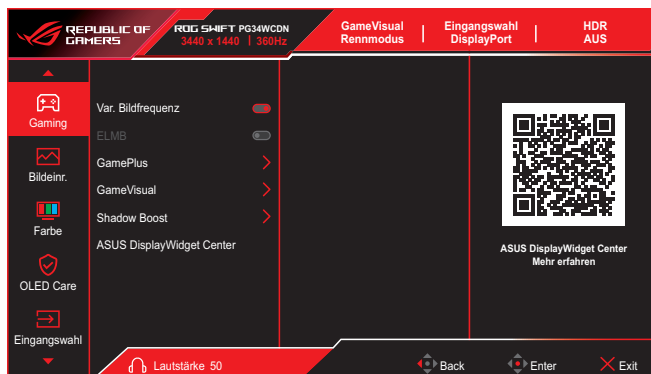 REPUBLIC OF
GAMERS
ROG SWIFT PG34WCDN
3440 x 1440 | 360Hz
GameVisual
Rennmodus
Eingangswahl
DisplayPort
HDR
AUS
Gaming
Bildeinr.
Farbe
OLED Care
Eingangswahl
Var. Bildfrequenz
ELMB
GamePlus
GameVisual
Shadow Boost
ASUS DisplayWidget Center
ASUS DisplayWidget Center
Mehr erfahren
Lautstärke 50
Back
Enter
Exit